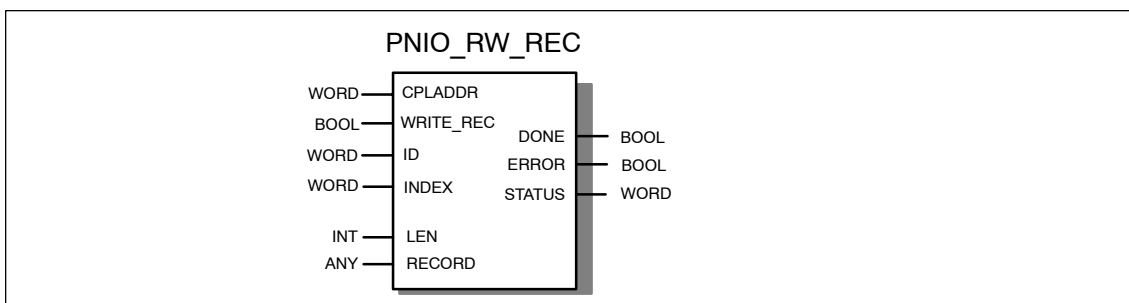 PNIO_RW_REC
WORD CPLADDR
BOOL WRITE_REC
DONE BOOL
WORD ID
ERROR BOOL
WORD INDEX
STATUS WORD
INT LEN
ANY RECORD